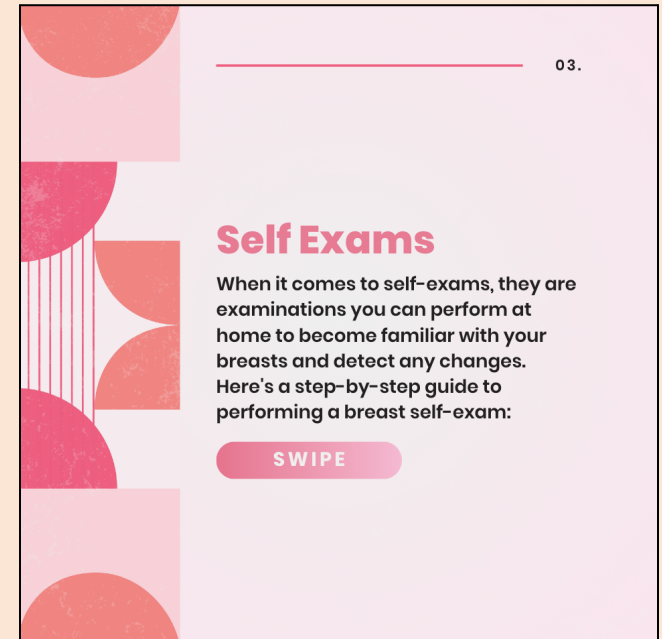 03.
Self Exams
When it comes to self-exams, they are
examinations you can perform at
home to become familiar with your
breasts and detect any changes.
Here's a step-by-step guide to
performing a breast self-exam:
SWIPE